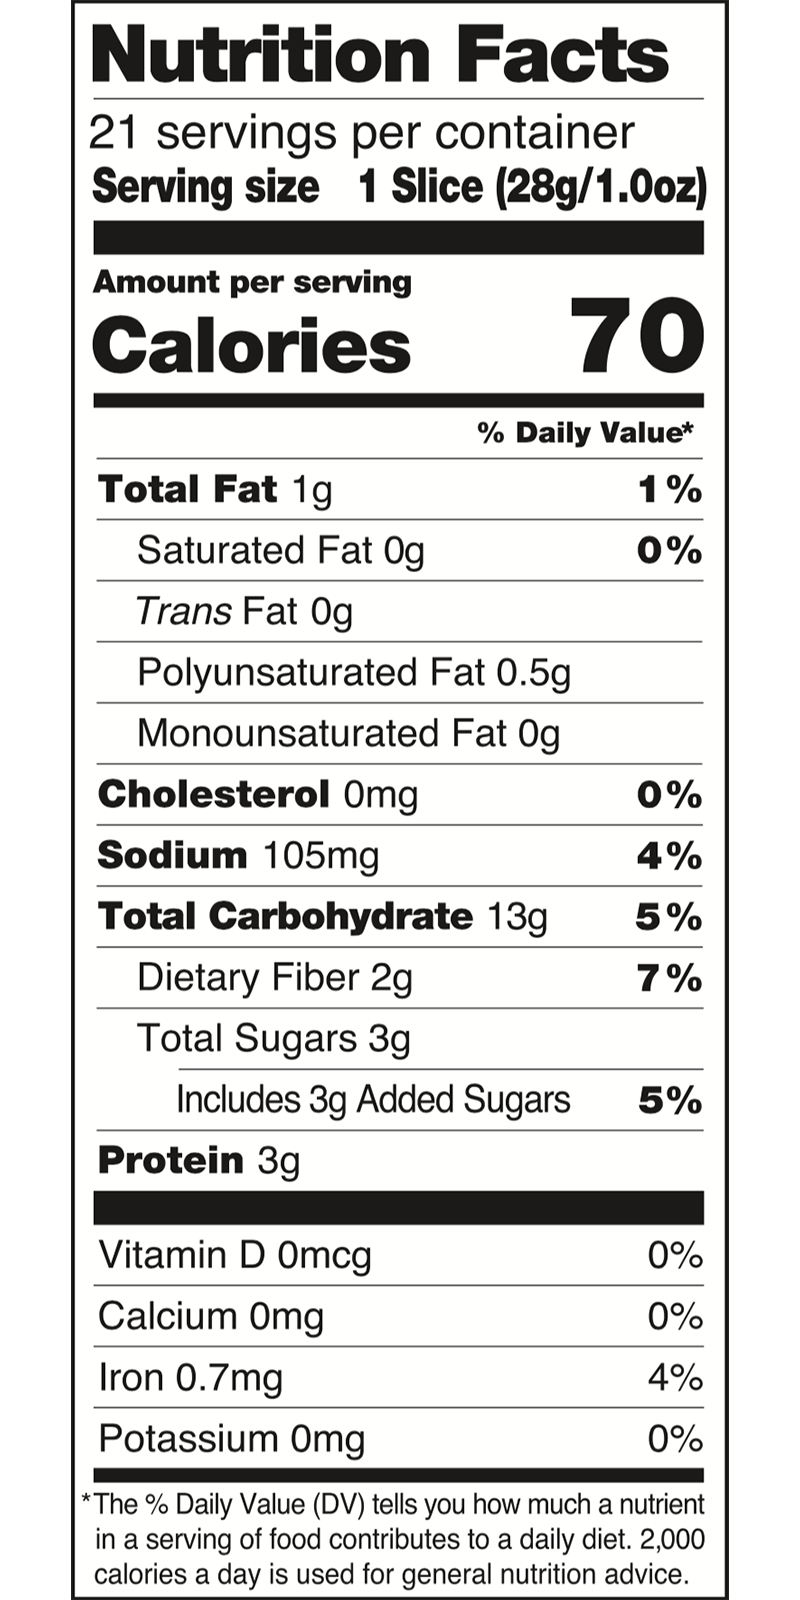 Nutrition Facts
21 servings per container
Serving size 1 Slice (28g/1.0oz)
Amount per serving
Calories 70
% Daily Value*
Total Fat 1g 1%
Saturated Fat 0g 0%
Trans Fat 0g
Polyunsaturated Fat 0.5g
Monounsaturated Fat 0g
Cholesterol 0mg 0%
Sodium 105mg 4%
Total Carbohydrate 13g 5%
Dietary Fiber 2g 7%
Total Sugars 3g
Includes 3g Added Sugars 5%
Protein 3g
Vitamin D 0mcg 0%
Calcium 0mg 0%
Iron 0.7mg 4%
Potassium 0mg 0%
*The % Daily Value (DV) tells you how much a nutrient
in a serving of food contributes to a daily diet. 2,000
calories a day is used for general nutrition advice.